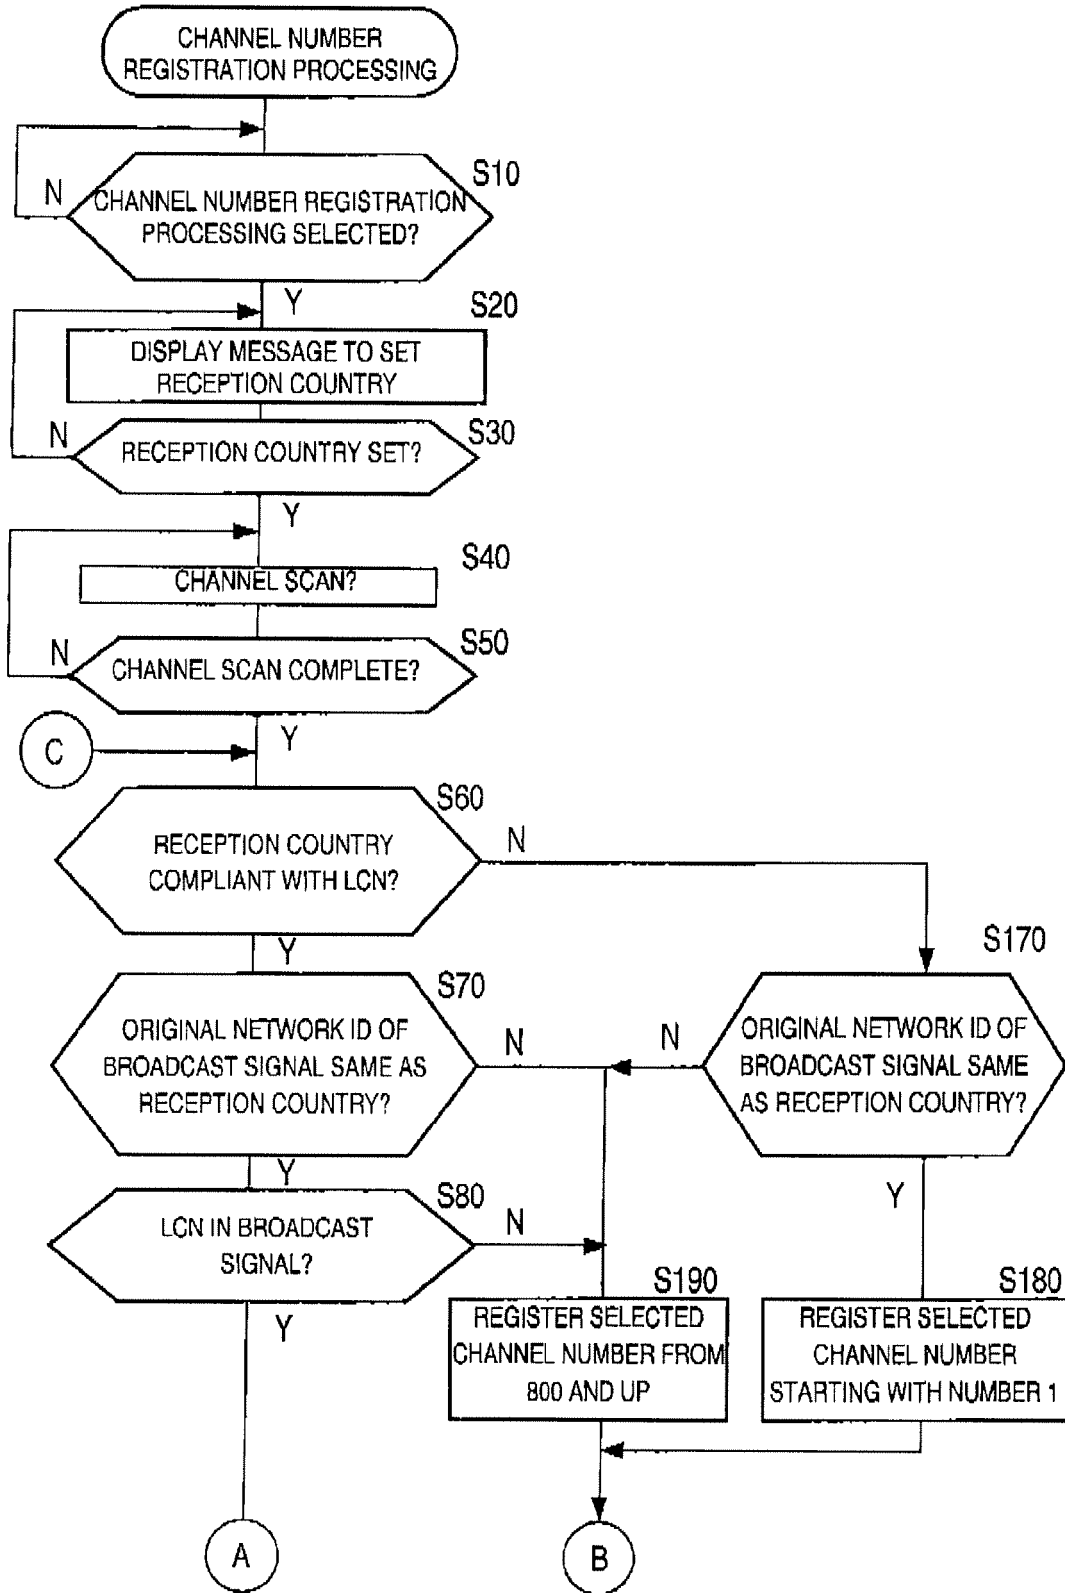 CHANNEL NUMBER
REGISTRATION PROCESSING
S10
N
CHANNEL NUMBER REGISTRATION
PROCESSING SELECTED?
Y
S20
DISPLAY MESSAGE TO SET
RECEPTION COUNTRY
N
S30
RECEPTION COUNTRY SET?
Y
S40
CHANNEL SCAN?
N
S50
CHANNEL SCAN COMPLETE?
C
Y
S60
RECEPTION COUNTRY
COMPLIANT WITH LCN?
N
Y
S170
S70
ORIGINAL NETWORK ID OF
BROADCAST SIGNAL SAME AS
RECEPTION COUNTRY?
N
N
ORIGINAL NETWORK ID OF
BROADCAST SIGNAL SAME
AS RECEPTION COUNTRY?
Y
Y
S80
LCN IN BROADCAST
SIGNAL?
N
Y
S190
REGISTER SELECTED
CHANNEL NUMBER FROM
800 AND UP
S180
REGISTER SELECTED
CHANNEL NUMBER
STARTING WITH NUMBER 1
A
B